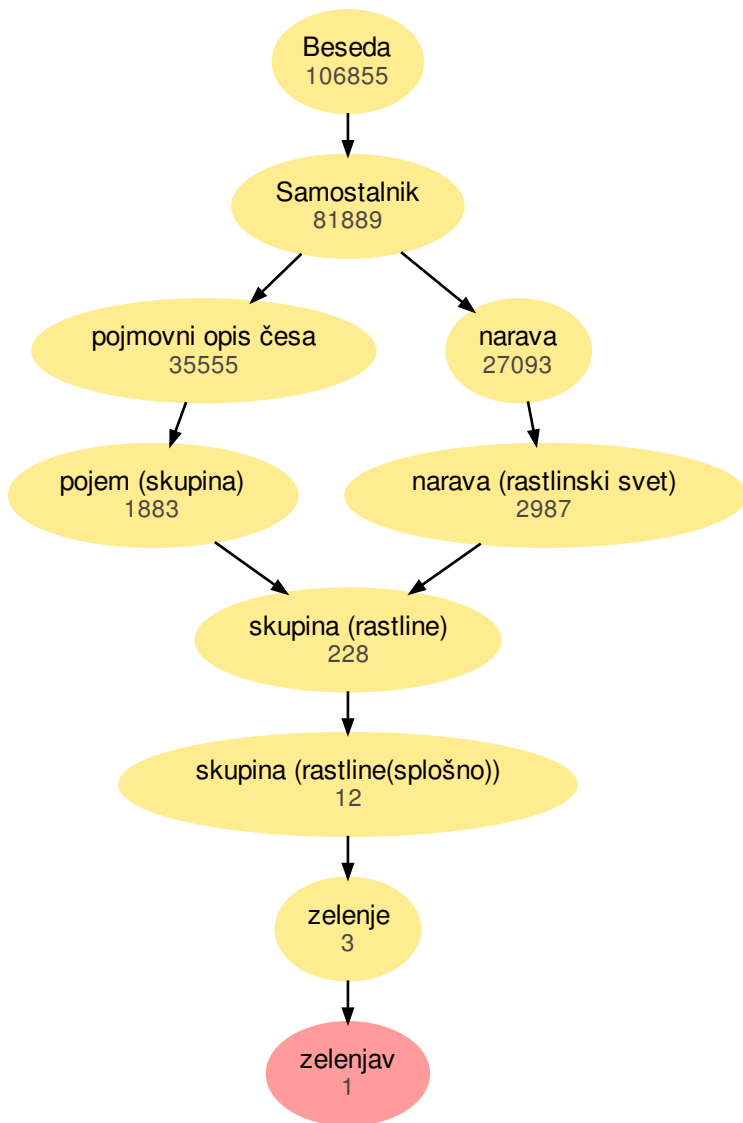 Beseda
106855
Samostalnik
81889
pojmovni opis česa
35555
narava
27093
pojem (skupina)
1883
narava (rastlinski svet)
2987
skupina (rastline)
228
skupina (rastline(splošno))
12
zelenje
3
zelenjav
1